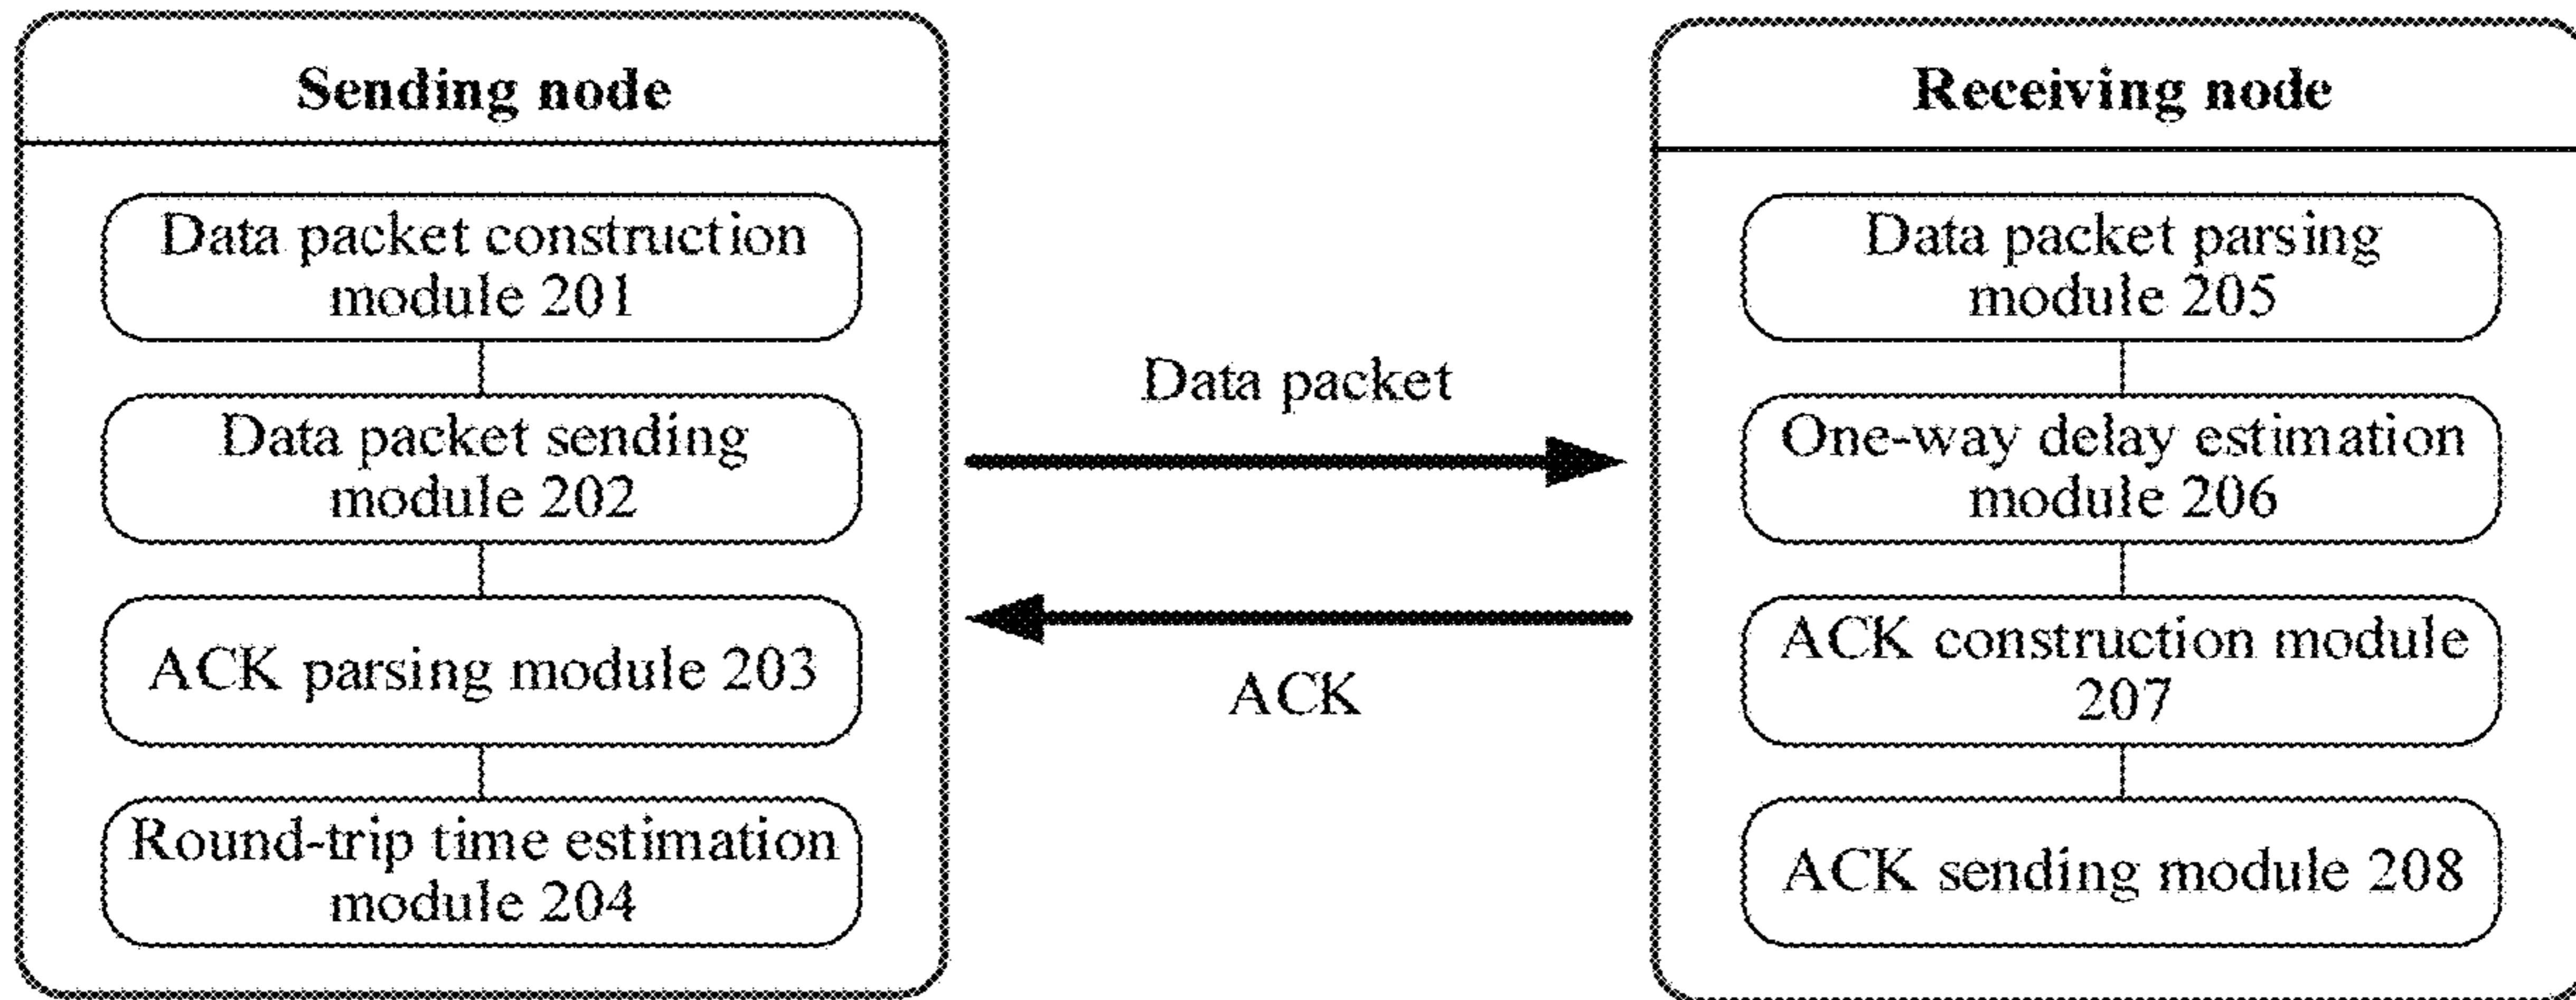 Sending node
Data packet construction
module 201
Data packet sending
module 202
ACK parsing module 203
Round-trip time estimation
module 204
Data packet
ACK
Receiving node
Data packet parsing
module 205
One-way delay estimation
module 206
ACK construction module
207
ACK sending module 208